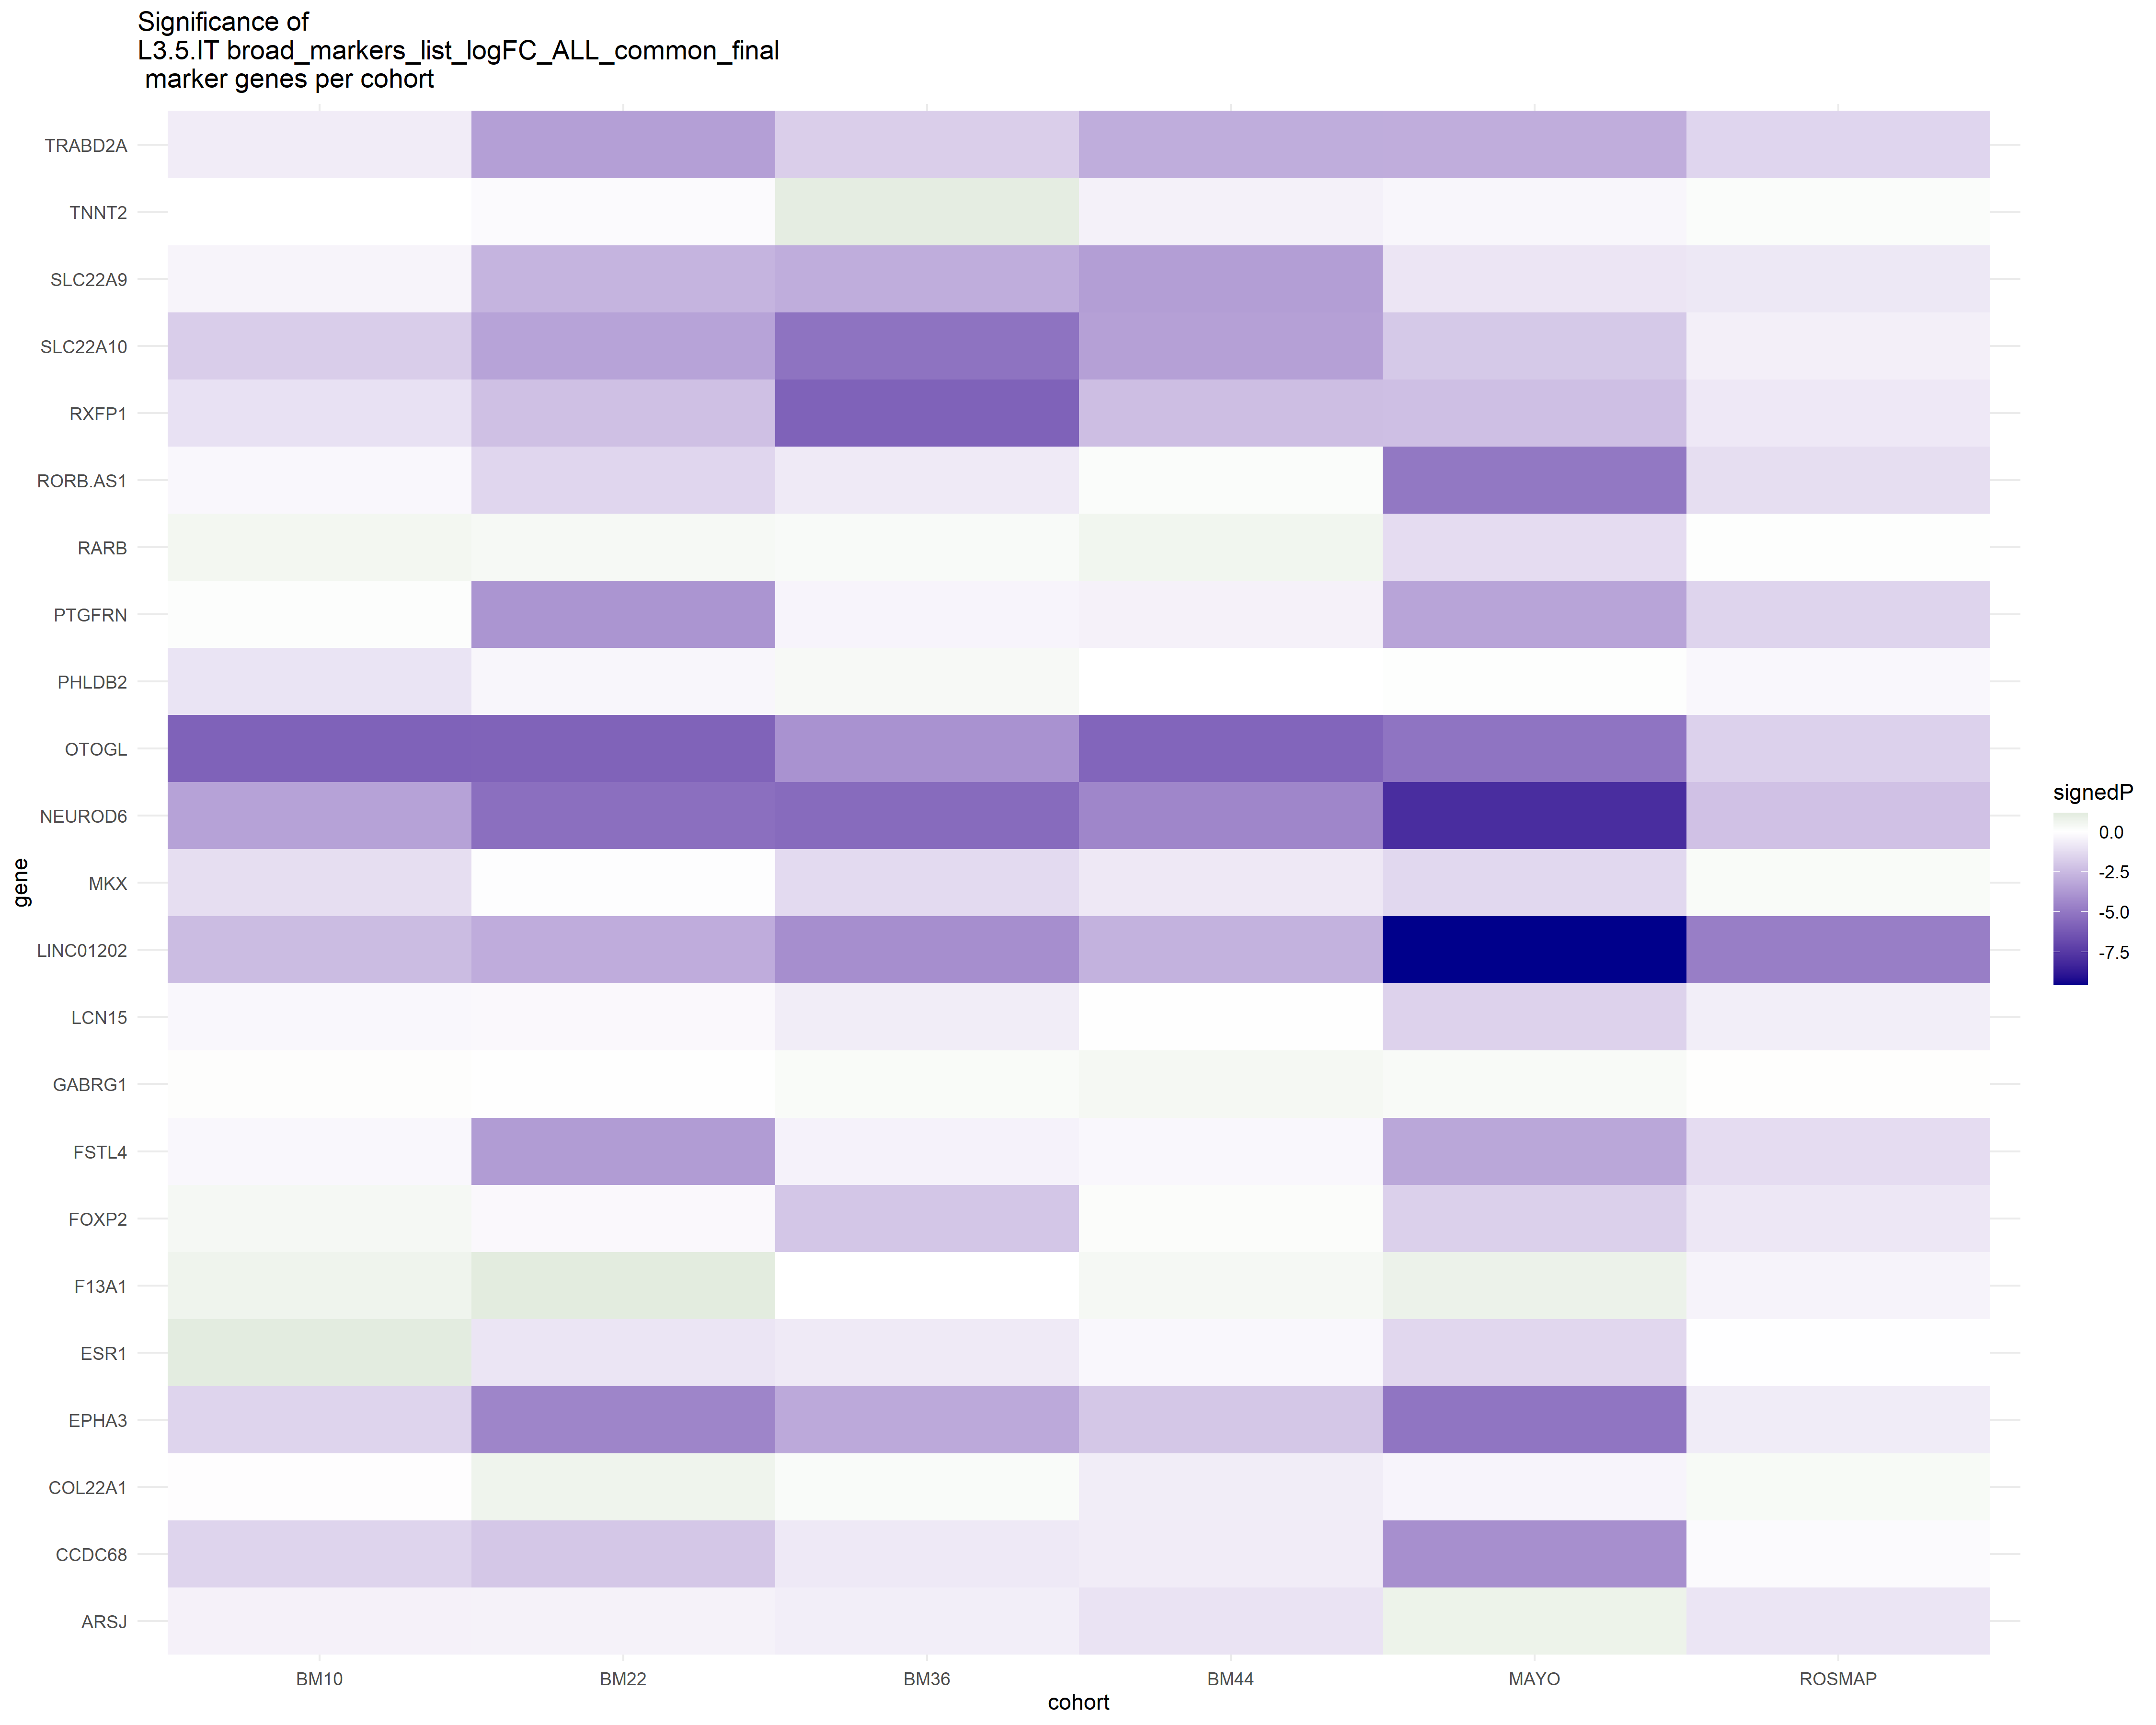 Significance of
L3.5.IT broad_markers_list_logFC_ALL_common_final
marker genes per cohort
TRABD2A
TNNT2
SLC22A9
SLC22A10
RXFP1
RORB.AS1
RARB
PTGFRN
PHLDB2
OTOGL
NEUROD6
MKX
LINC01202
LCN15
GABRG1
FSTL4
FOXP2
F13A1
ESR1
EPHA3
COL22A1
CCDC68
ARSJ
gene
BM10 BM22 BM36 BM44 MAYO ROSMAP
cohort
signedP
0.0
-2.5
-5.0
-7.5